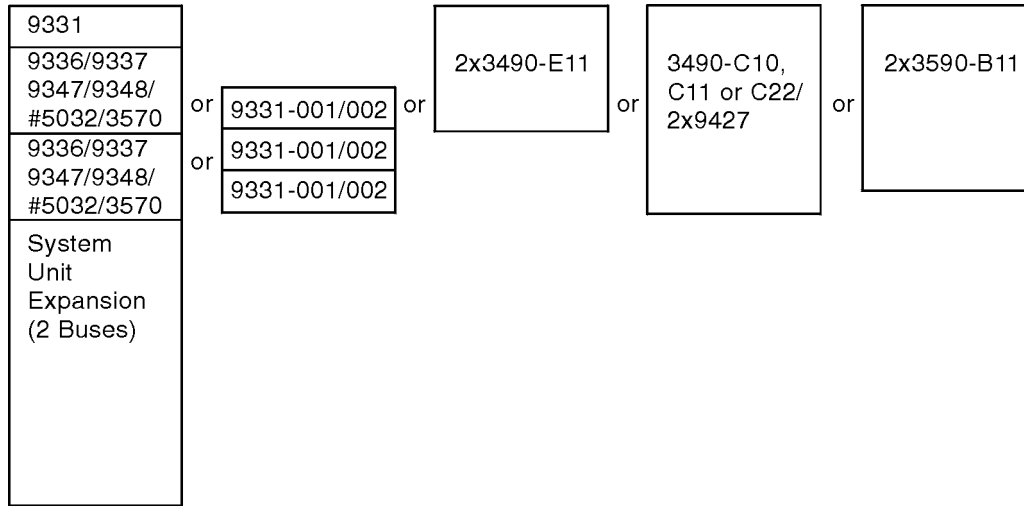 9331
9336/9337
9347/9348/
#5032/3570
9336/9337
9347/9348/
#5032/3570
System
Unit
Expansion
(2 Buses)
or
or
9331-001/002
9331-001/002
9331-001/002
or
2x3490-E11
or
3490-C10,
C11 or C22/
2x9427
or
2x3590-B11